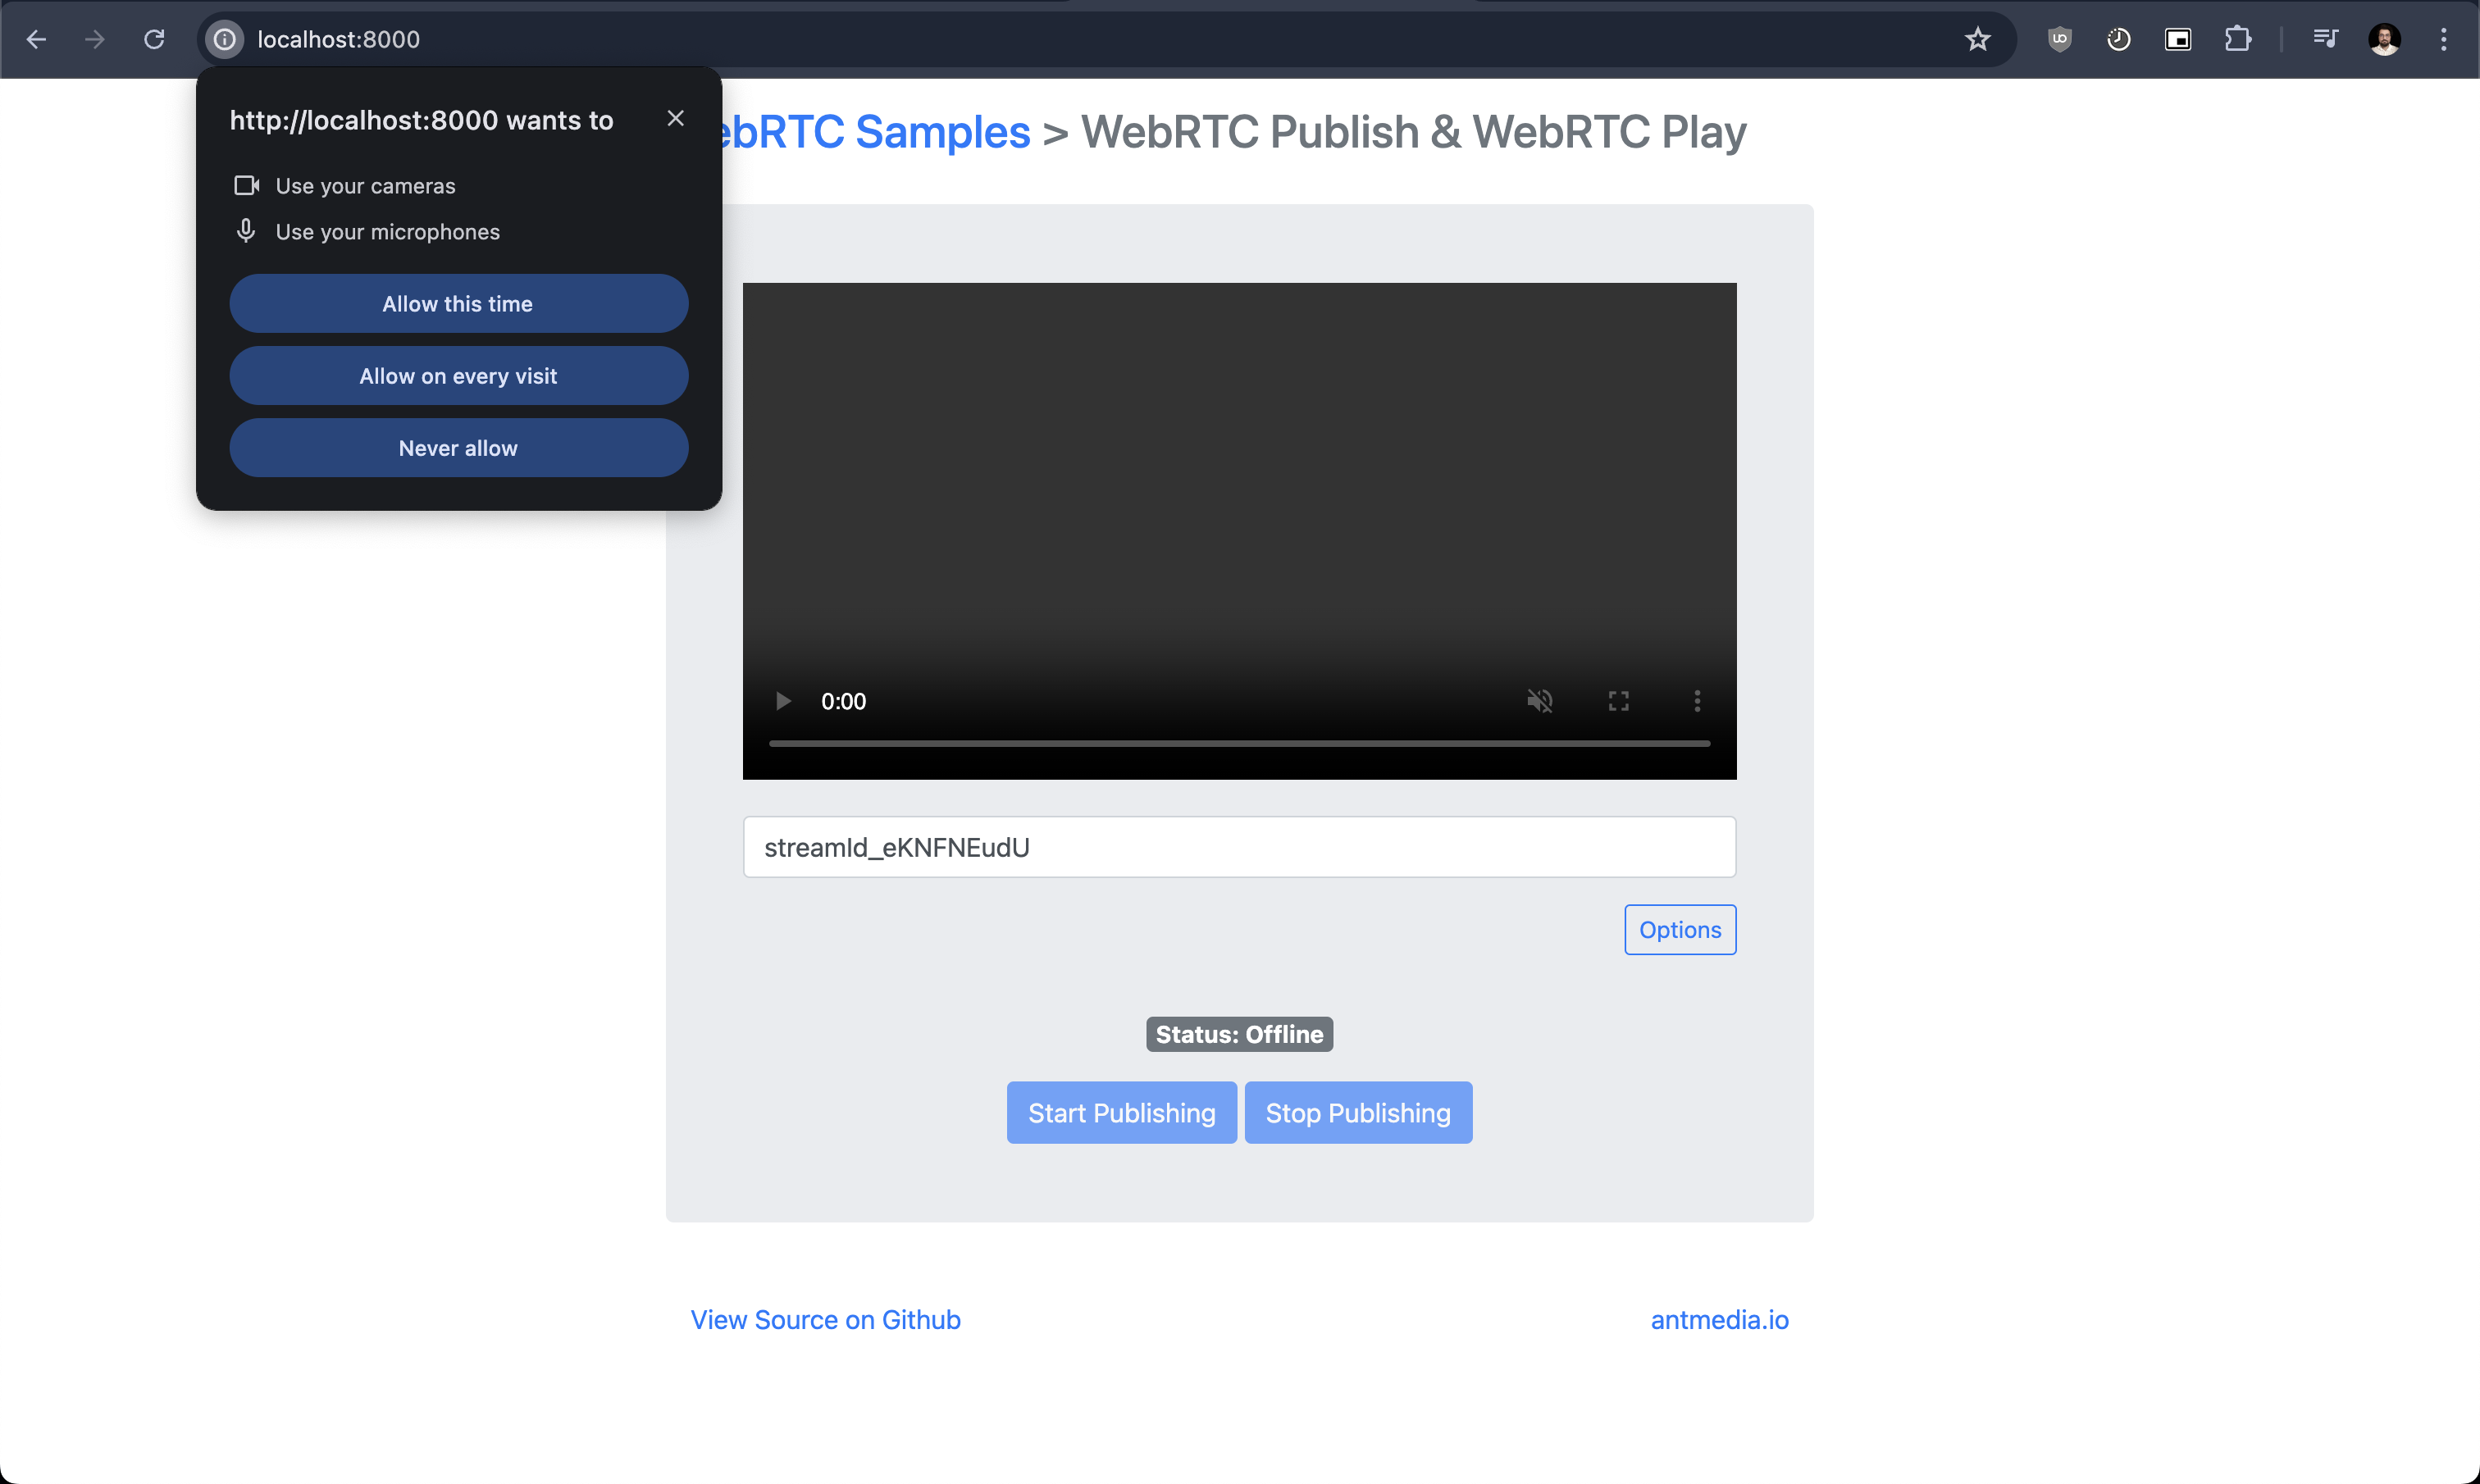 localhost:8000
http://localhost:8000 wants to
Use your cameras
Use your microphones
Allow this time
Allow on every visit
Never allow
ebRTC Samples > WebRTC Publish & WebRTC Play
0:00
streamId_eKNFNEudU
Options
Status: Offline
Start Publishing
Stop Publishing
View Source on Github
antmedia.io